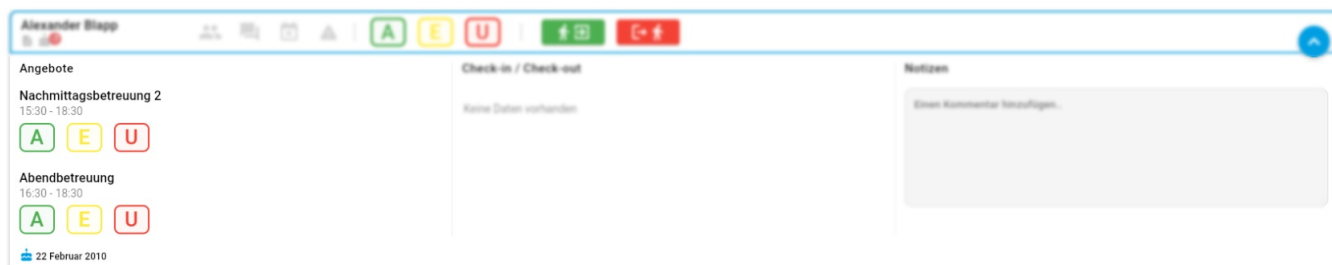 Alexander Blapp
A E U
Angebote
Check-in / Check-out
Notizen
Nachmittagsbetreuung 2
15:30 - 18:30
A E U
Keine Daten vorhanden
Einen Kommentar hinzufügen..
Abendbetreuung
16:30 - 18:30
A E U
22 Februar 2010